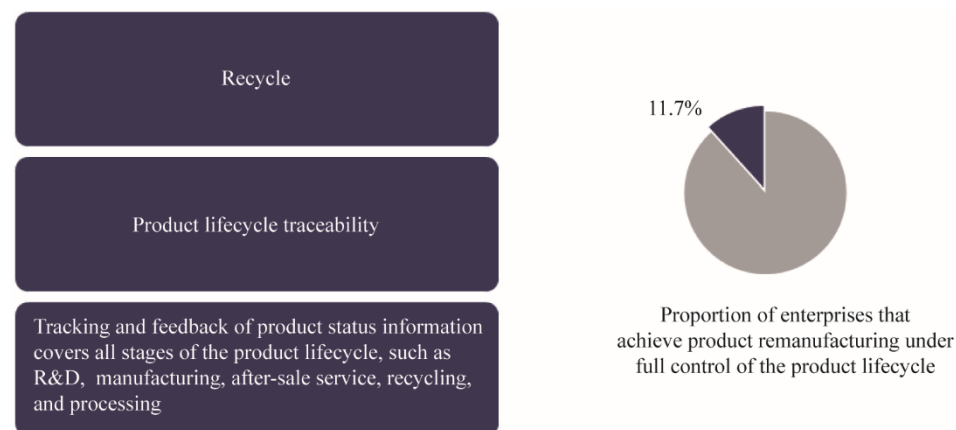 Recycle
Product lifecycle traceability
Tracking and feedback of product status information
covers all stages of the product lifecycle, such as
R&D, manufacturing, after-sale service, recycling,
and processing
11.7%
Proportion of enterprises that
achieve product remanufacturing under
full control of the product lifecycle